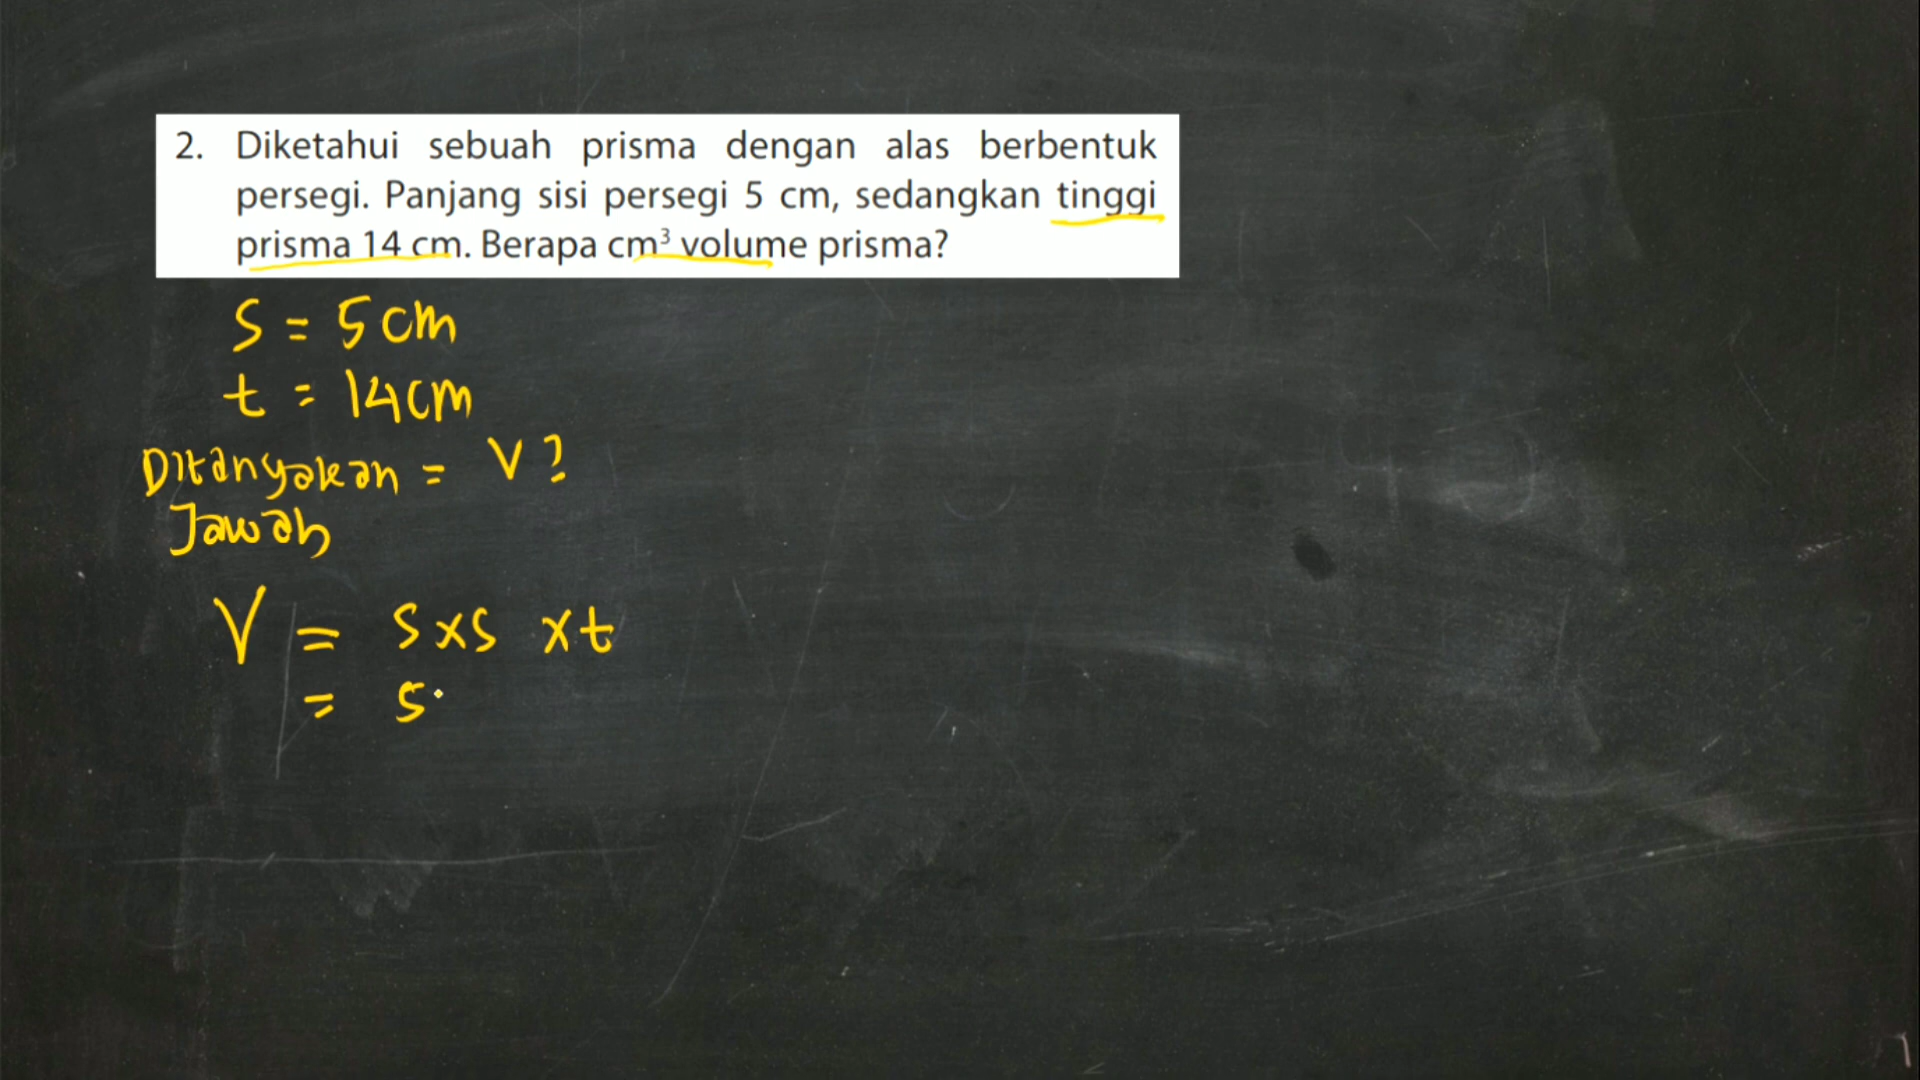 2. Diketahui sebuah prisma dengan alas berbentuk
persegi. Panjang sisi persegi 5 cm, sedangkan tinggi
prisma 14 cm. Berapa cm³ volume prisma?
S = 5 cm
t = 14 cm
Ditanyakan = V?
Jawab
V = S x S x t
= 5